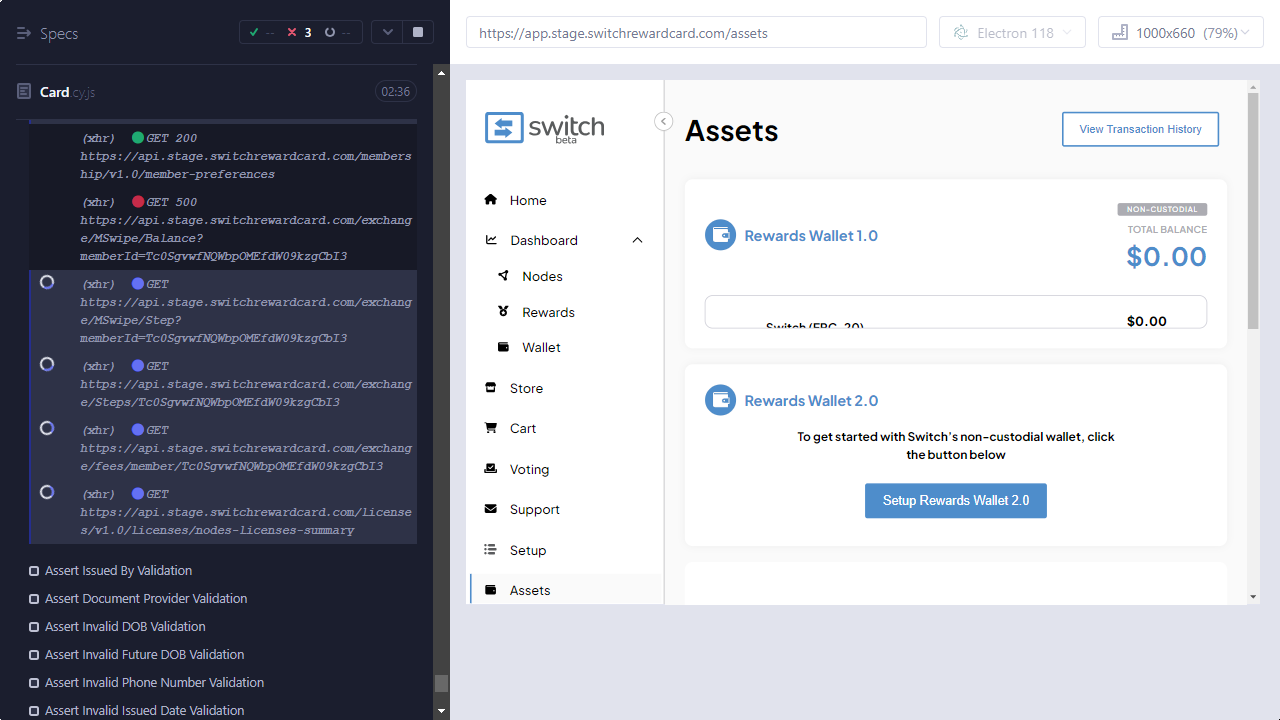 Specs
--
3
--
Card.cy.js
02:36
(xhr) GET 200
https://api.stage.switchrewardcard.com/members
hip/v1.0/member-preferences
(xhr) GET 500
https://api.stage.switchrewardcard.com/exchang
e/MSwipe/Balance?
memberId=Tc0SgvwfNQWbpOMEfdW09kzgCbI3
(xhr) GET
https://api.stage.switchrewardcard.com/exchang
e/MSwipe/Step?
memberId=Tc0SgvwfNQWbpOMEfdW09kzgCbI3
(xhr) GET
https://api.stage.switchrewardcard.com/exchang
e/Steps/Tc0SgvwfNQWbpOMEfdW09kzgCbI3
(xhr) GET
https://api.stage.switchrewardcard.com/exchang
e/fees/member/Tc0SgvwfNQWbpOMEfdW09kzgCbI3
(xhr) GET
https://api.stage.switchrewardcard.com/license
s/v1.0/licenses/nodes-licenses-summary
Assert Issued By Validation
Assert Document Provider Validation
Assert Invalid DOB Validation
Assert Invalid Future DOB Validation
Assert Invalid Phone Number Validation
Assert Invalid Issued Date Validation
https://app.stage.switchrewardcard.com/assets
Electron 118
1000x660 (79%)
switch
beta
Home
Dashboard
Nodes
Rewards
Wallet
Store
Cart
Voting
Support
Setup
Assets
Assets
View Transaction History
Rewards Wallet 1.0
NON-CUSTODIAL
TOTAL BALANCE
$0.00
Switch (ERC-20)
$0.00
Rewards Wallet 2.0
To get started with Switch's non-custodial wallet, click
the button below
Setup Rewards Wallet 2.0